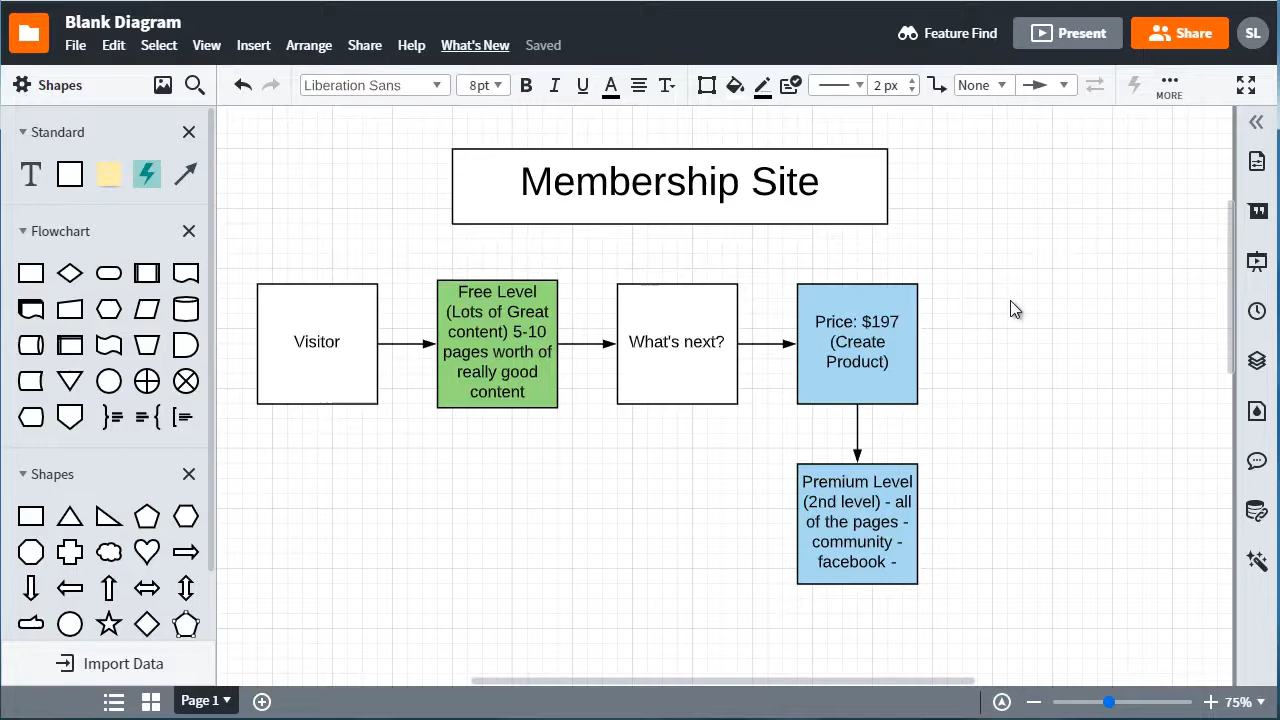 Blank Diagram
File Edit Select View Insert Arrange Share Help What's New Saved
Feature Find
Present
Share
SL
Shapes
Liberation Sans
8pt
B I U A T
2 px
None
MORE
Standard
T
Flowchart
Shapes
Import Data
Membership Site
Visitor
Free Level
(Lots of Great
content) 5-10
pages worth of
really good
content
What's next?
Price: $197
(Create
Product)
Premium Level
(2nd level) - all
of the pages -
community -
facebook -
Page 1
75%